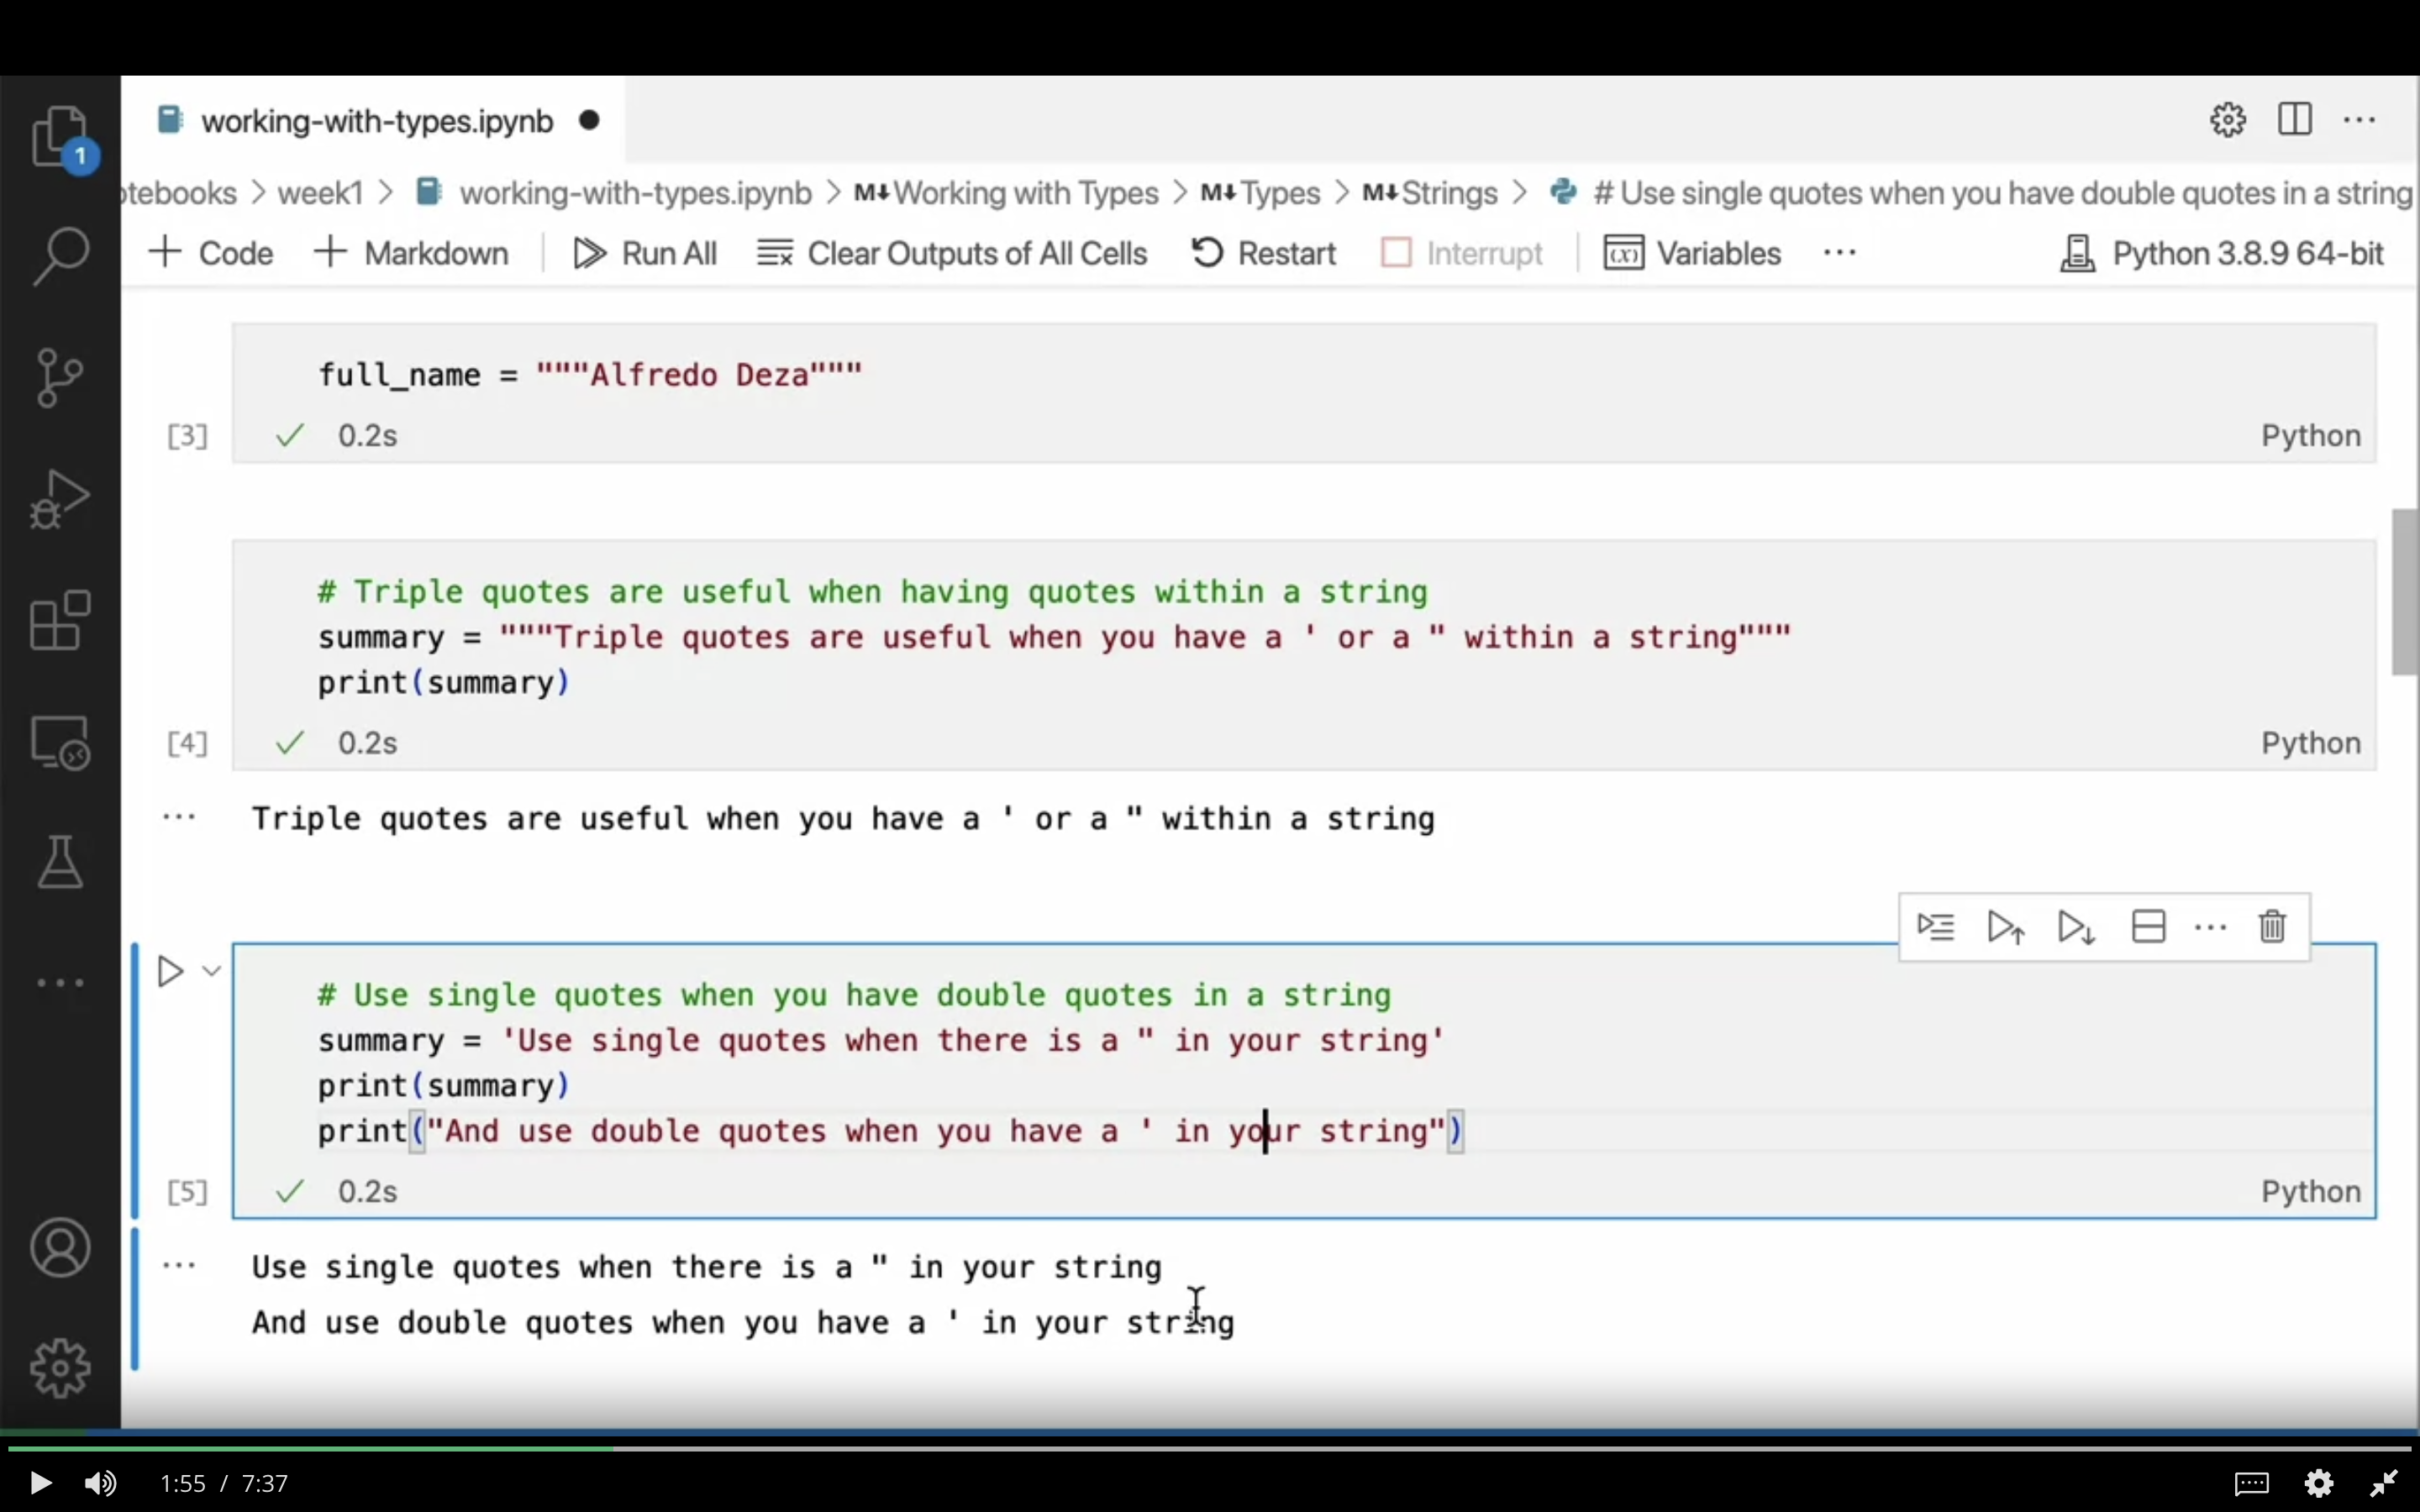 working-with-types.ipynb
1
otebooks > week1 > working-with-types.ipynb > M↓Working with Types > M↓Types > M↓Strings > # Use single quotes when you have double quotes in a string
+ Code + Markdown Run All Clear Outputs of All Cells Restart Interrupt (x) Variables ... Python 3.8.9 64-bit
full_name = """Alfredo Deza"""
[3] ✓ 0.2s Python
# Triple quotes are useful when having quotes within a string
summary = """Triple quotes are useful when you have a ' or a " within a string"""
print(summary)
[4] ✓ 0.2s Python
... Triple quotes are useful when you have a ' or a " within a string
# Use single quotes when you have double quotes in a string
summary = 'Use single quotes when there is a " in your string'
print(summary)
print("And use double quotes when you have a ' in your string")
[5] ✓ 0.2s Python
... Use single quotes when there is a " in your string
And use double quotes when you have a ' in your string
1:55 / 7:37